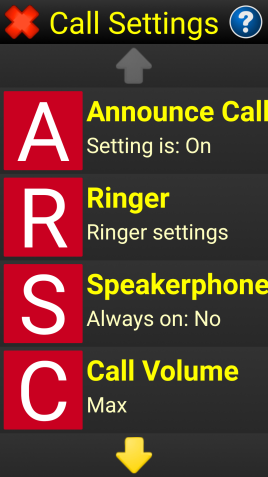 Call Settings ?
A Announce Call
Setting is: On
R Ringer
Ringer settings
S Speakerphone
Always on: No
C Call Volume
Max